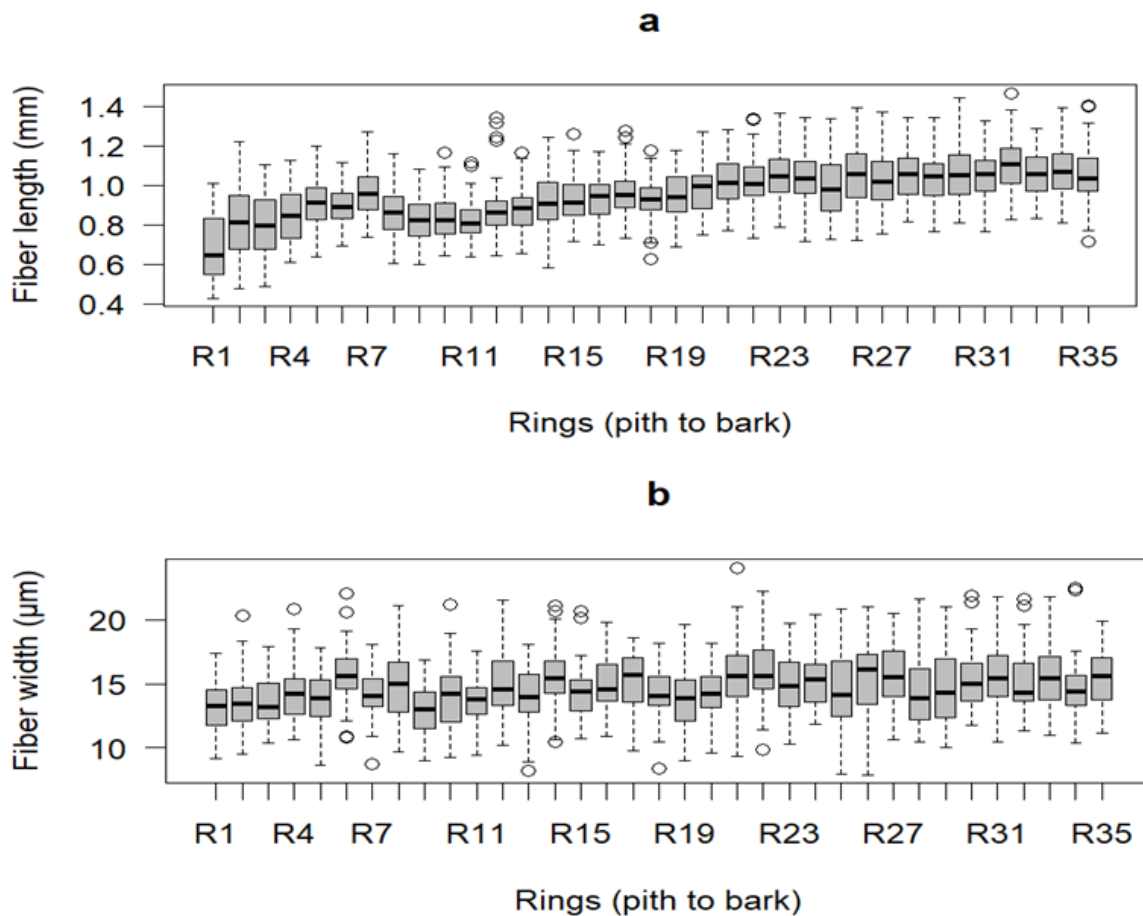 a
Fiber length (mm)
1.4
1.2
1.0
0.8
0.6
0.4
R1 R4 R7 R11 R15 R19 R23 R27 R31 R35
Rings (pith to bark)
b
Fiber width (µm)
20
15
10
R1 R4 R7 R11 R15 R19 R23 R27 R31 R35
Rings (pith to bark)